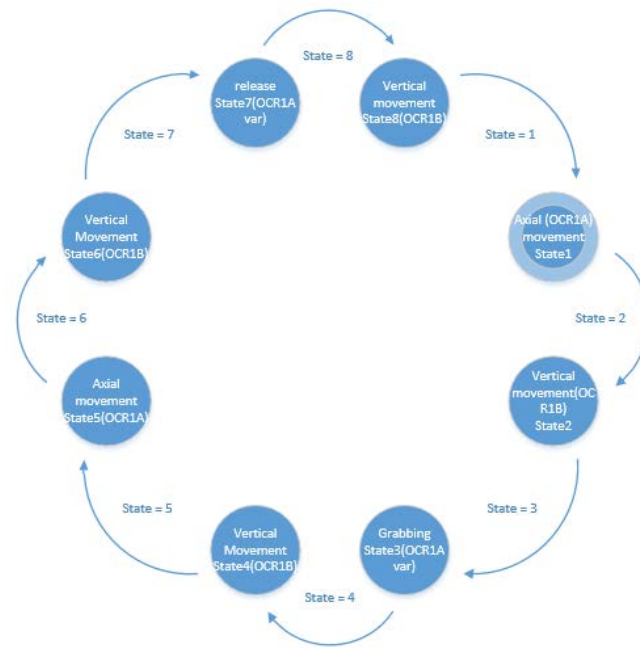 State = 8
release
State7(OCR1A
var)
Vertical
movement
State8(OCR1B)
State = 7
State = 1
Vertical
Movement
State6(OCR1B)
Axial (OCR1A)
movement
State1
State = 6
State = 2
Axial
movement
State5(OCR1A)
Vertical
movement(OC
R1B)
State2
State = 5
State = 3
Vertical
Movement
State4(OCR1B)
Grabbing
State3(OCR1A
var)
State = 4